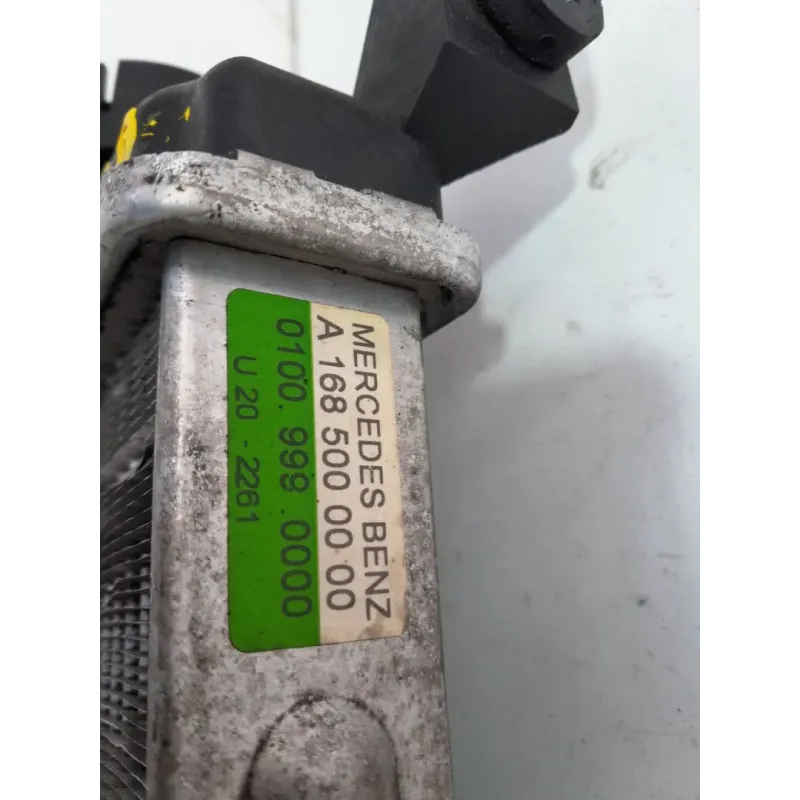 MERCEDES BENZ
A 168 500 00 00
0100. 999 .0000
U 20 - 2261